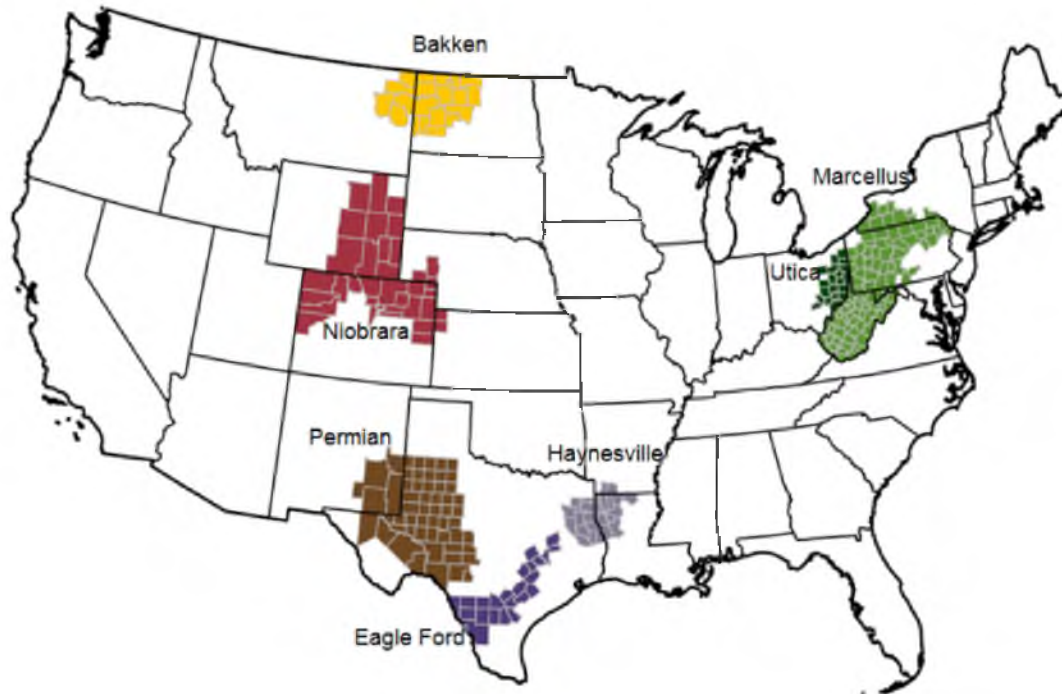 Bakken
Marcellus
Utica
Niobrara
Permian
Haynesville
Eagle Ford